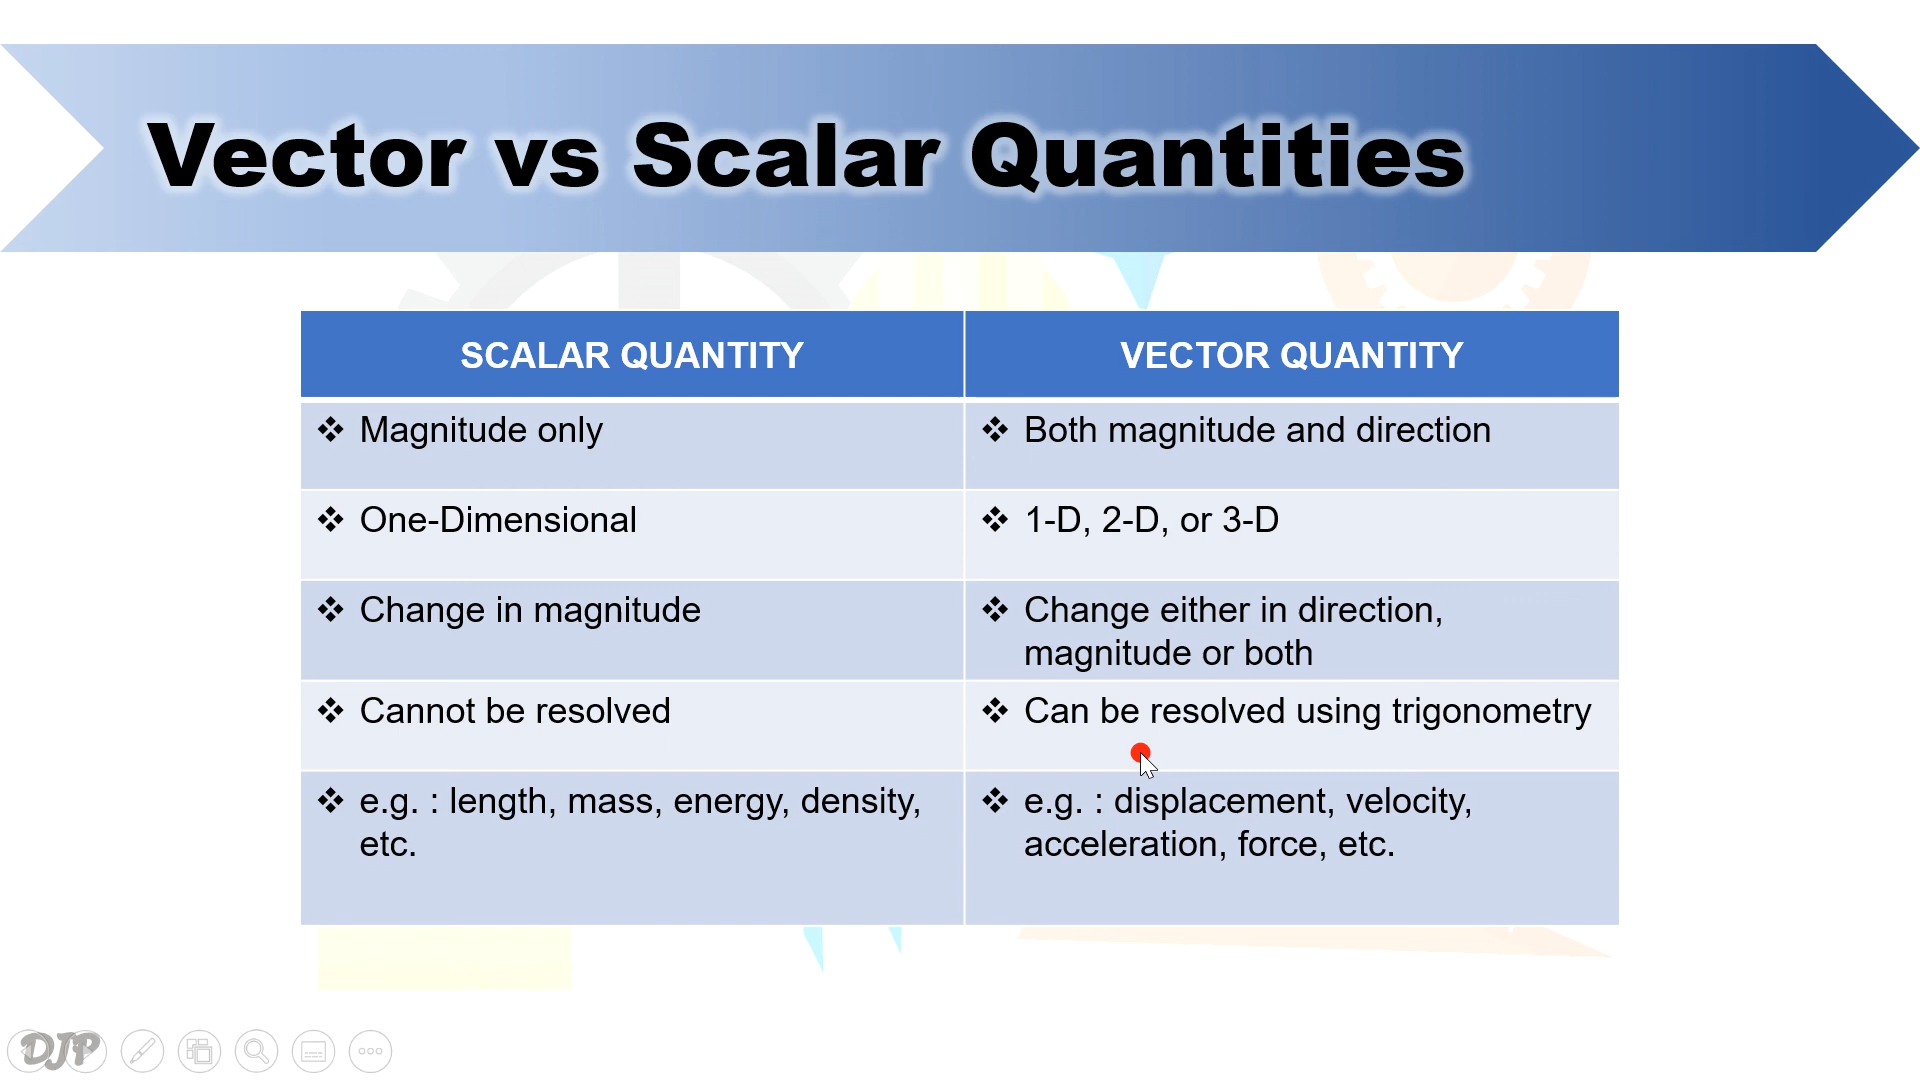 Vector vs Scalar Quantities
SCALAR QUANTITY
VECTOR QUANTITY
❖ Magnitude only
❖ Both magnitude and direction
❖ One-Dimensional
❖ 1-D, 2-D, or 3-D
❖ Change in magnitude
❖ Change either in direction,
magnitude or both
❖ Cannot be resolved
❖ Can be resolved using trigonometry
❖ e.g. : length, mass, energy, density,
etc.
❖ e.g. : displacement, velocity,
acceleration, force, etc.
DJP